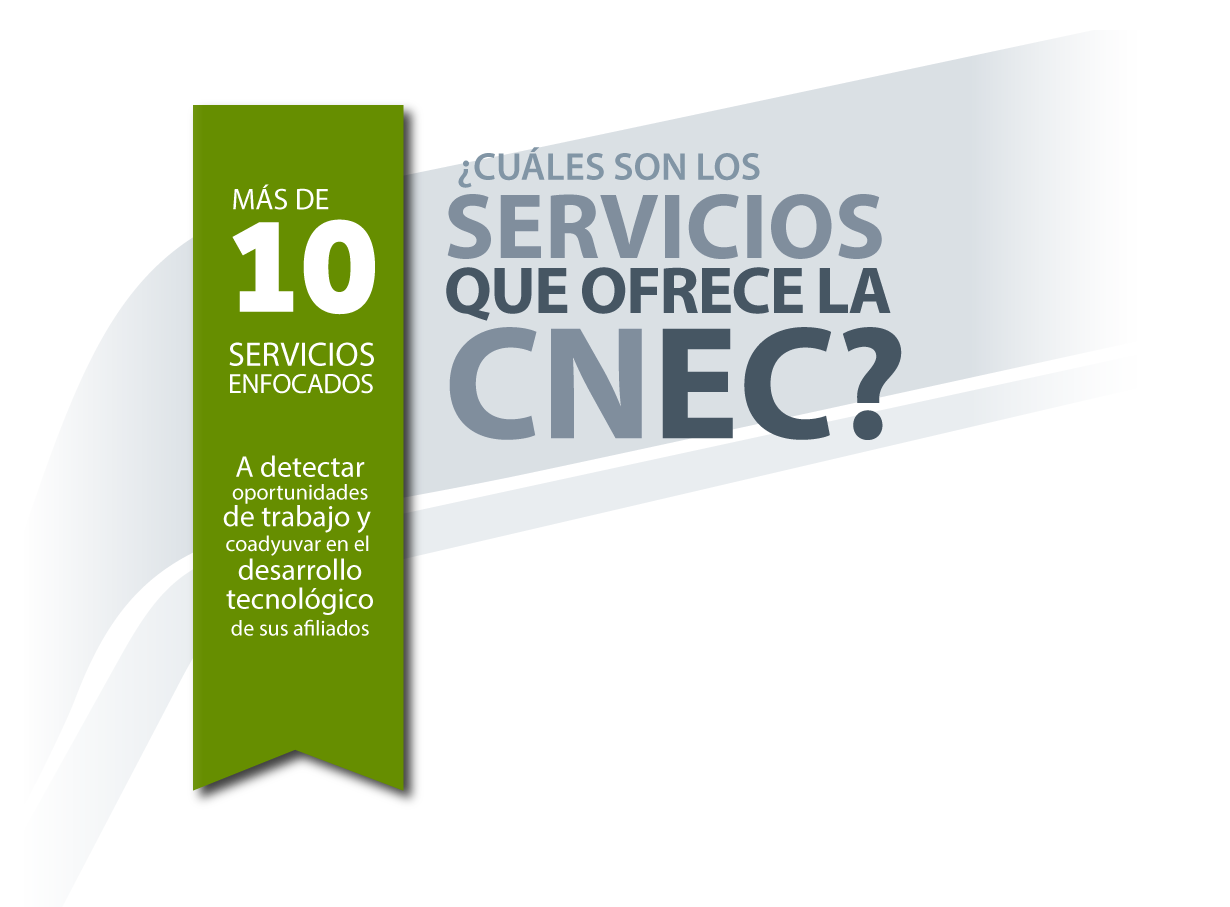 MÁS DE
10
SERVICIOS
ENFOCADOS
A detectar
oportunidades
de trabajo y
coadyuvar en el
desarrollo
tecnológico
de sus afiliados
¿CUÁLES SON LOS
SERVICIOS
QUE OFRECE LA
CNEC?